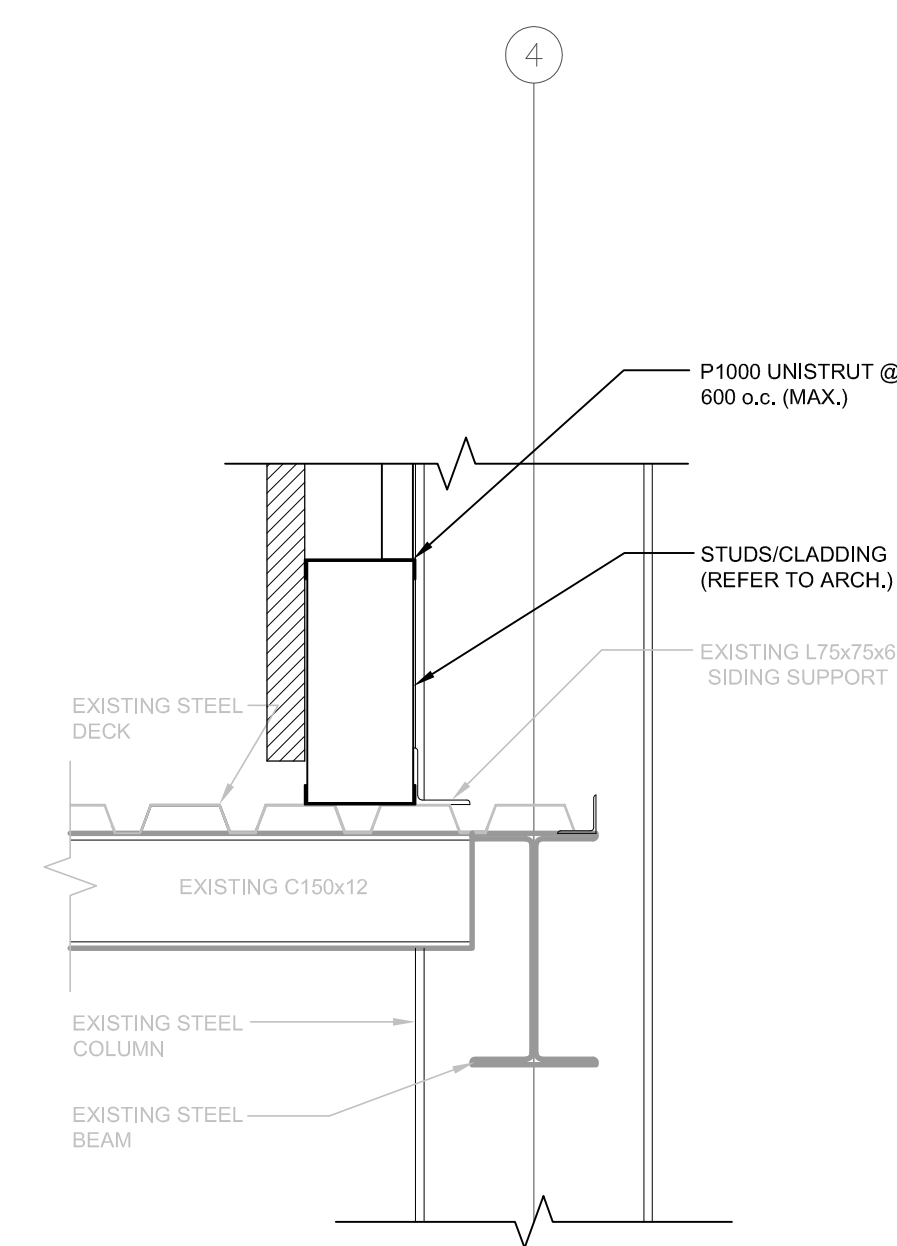 4
P1000 UNISTRUT @
600 o.c. (MAX.)
STUDS/CLADDING
(REFER TO ARCH.)
EXISTING L75x75x6
SIDING SUPPORT
EXISTING STEEL
DECK
EXISTING C150x12
EXISTING STEEL
COLUMN
EXISTING STEEL
BEAM